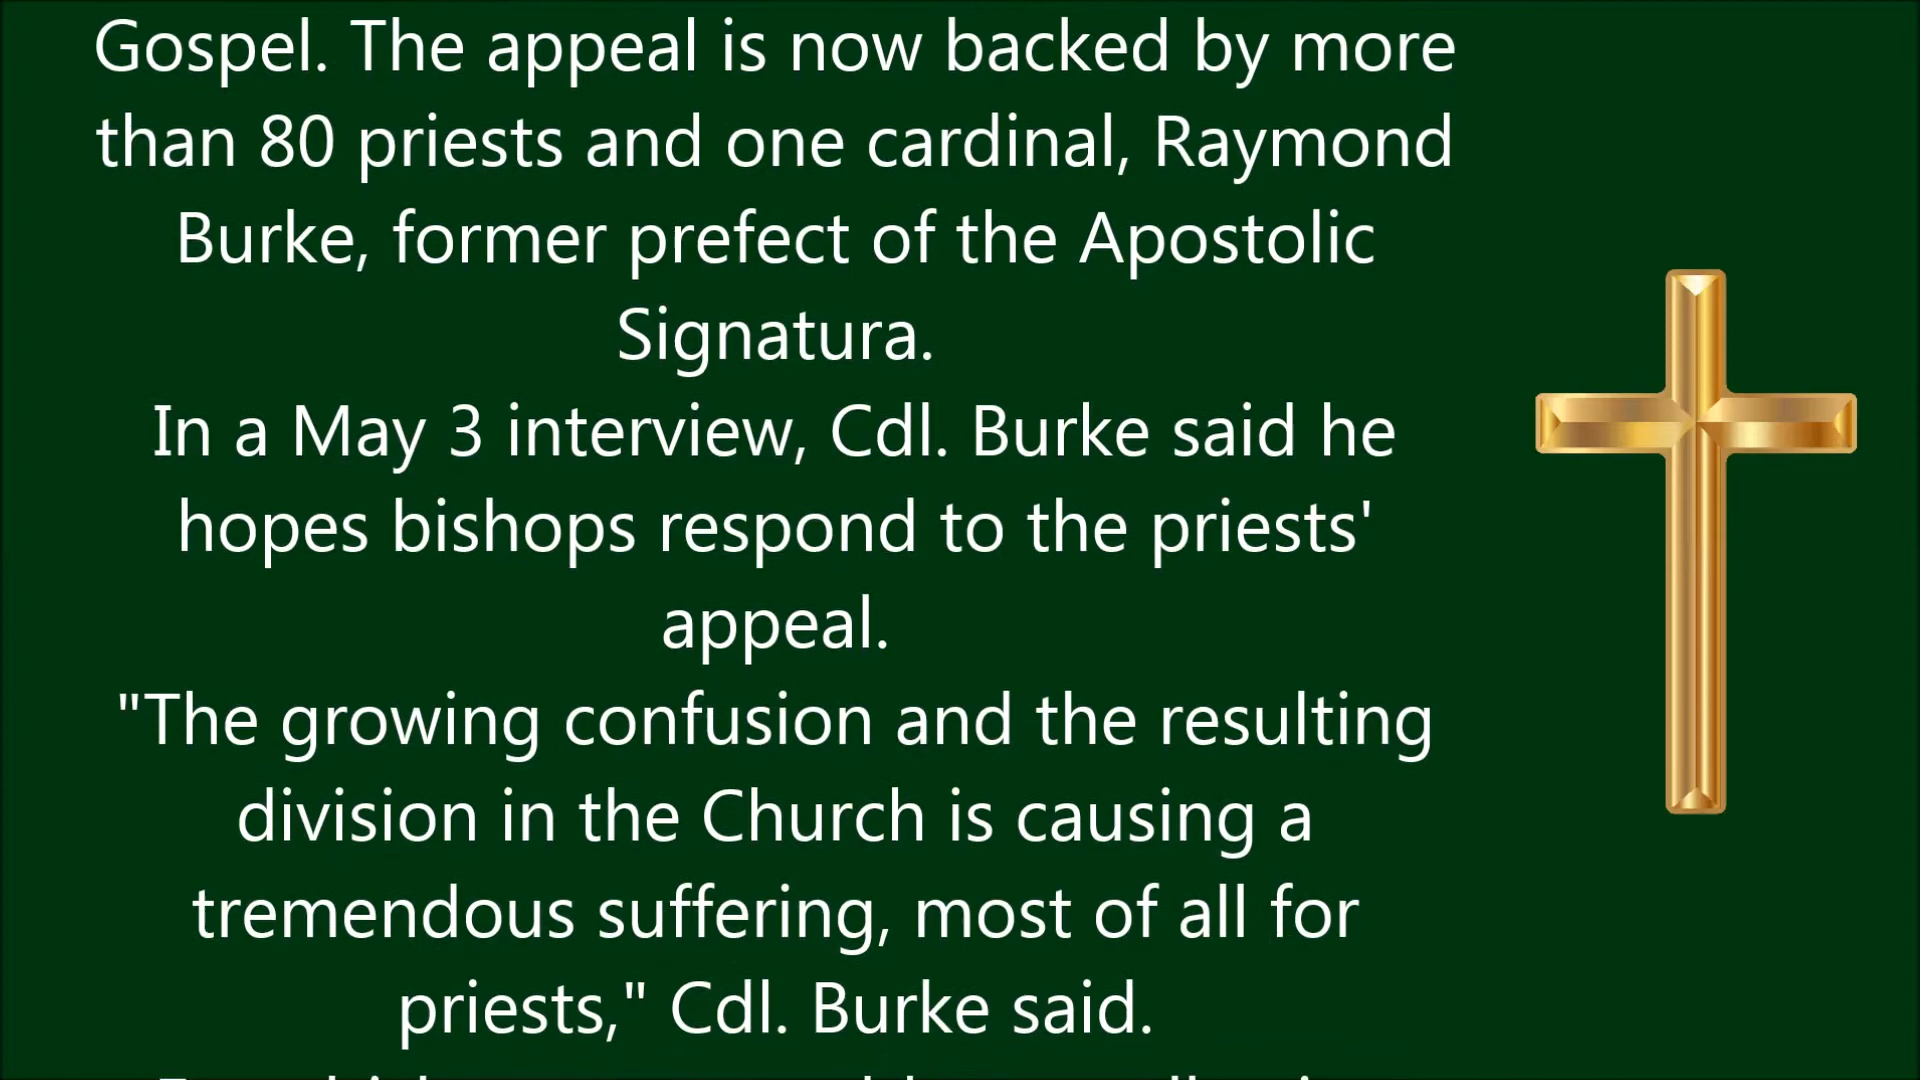 Gospel. The appeal is now backed by more
than 80 priests and one cardinal, Raymond
Burke, former prefect of the Apostolic
Signatura.
In a May 3 interview, Cdl. Burke said he
hopes bishops respond to the priests'
appeal.
"The growing confusion and the resulting
division in the Church is causing a
tremendous suffering, most of all for
priests," Cdl. Burke said.